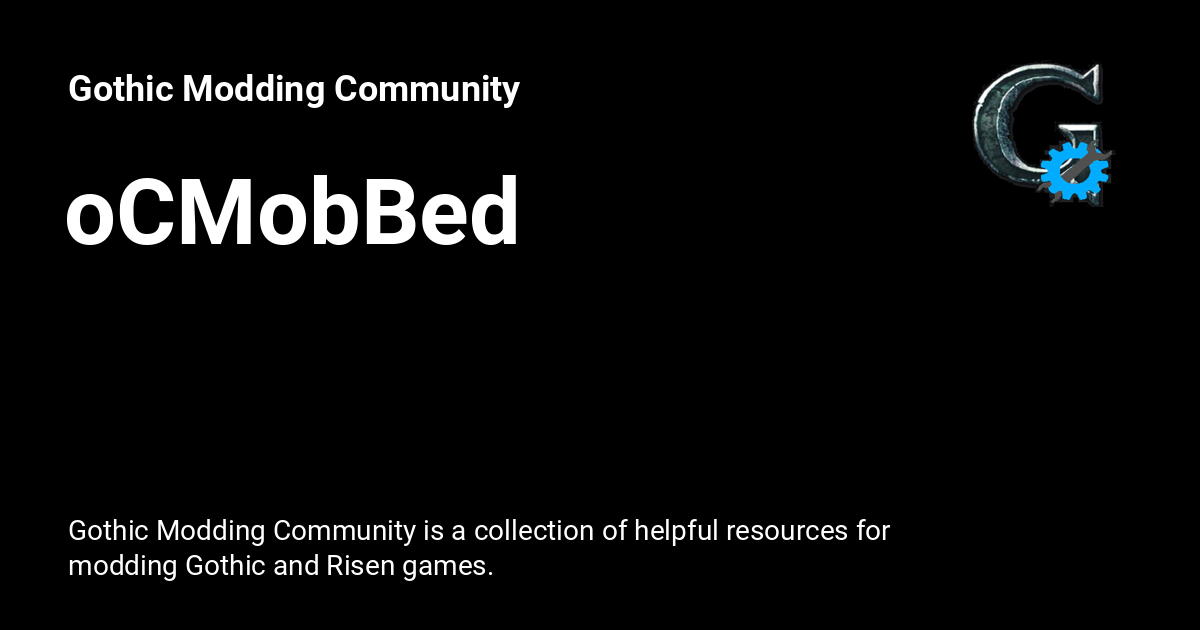 Gothic Modding Community
oCMobBed
Gothic Modding Community is a collection of helpful resources for
modding Gothic and Risen games.
G